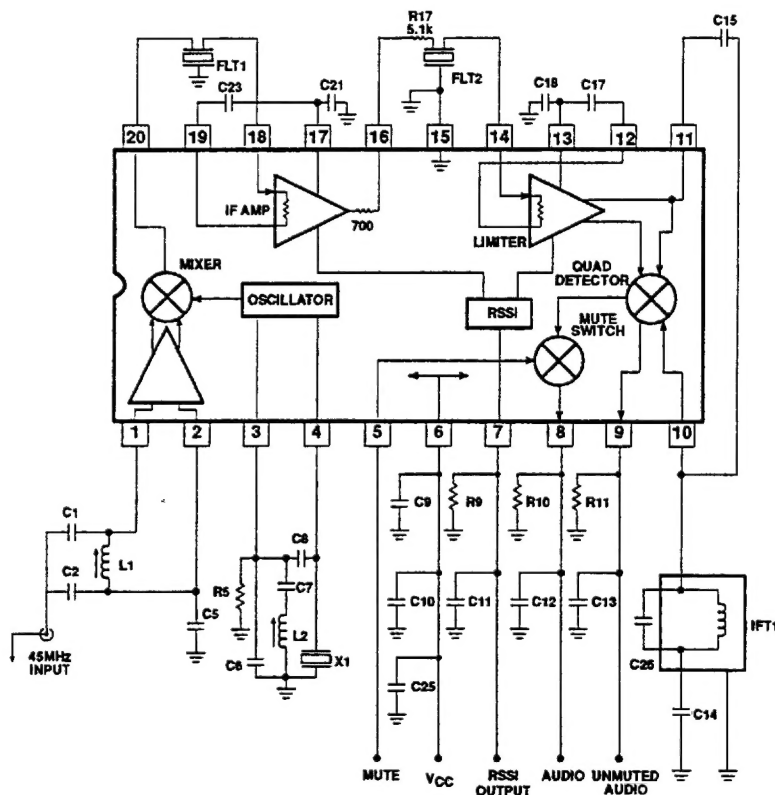 R17
5.1k
C15
FLT1
FLT2
C23
C21
C18
C17
20
19
18
17
16
15
14
13
12
11
IF AMP
700
LIMITER
MIXER
OSCILLATOR
RSSI
QUAD
DETECTOR
MUTE
SWITCH
1
2
3
4
5
6
7
8
9
10
C1
L1
C2
C5
45MHz
INPUT
R5
C8
C7
L2
C6
X1
C9
R9
R10
R11
C10
C11
C12
C13
C25
C26
IFT1
C14
MUTE
VCC
RSSI
OUTPUT
AUDIO
UNMUTED
AUDIO